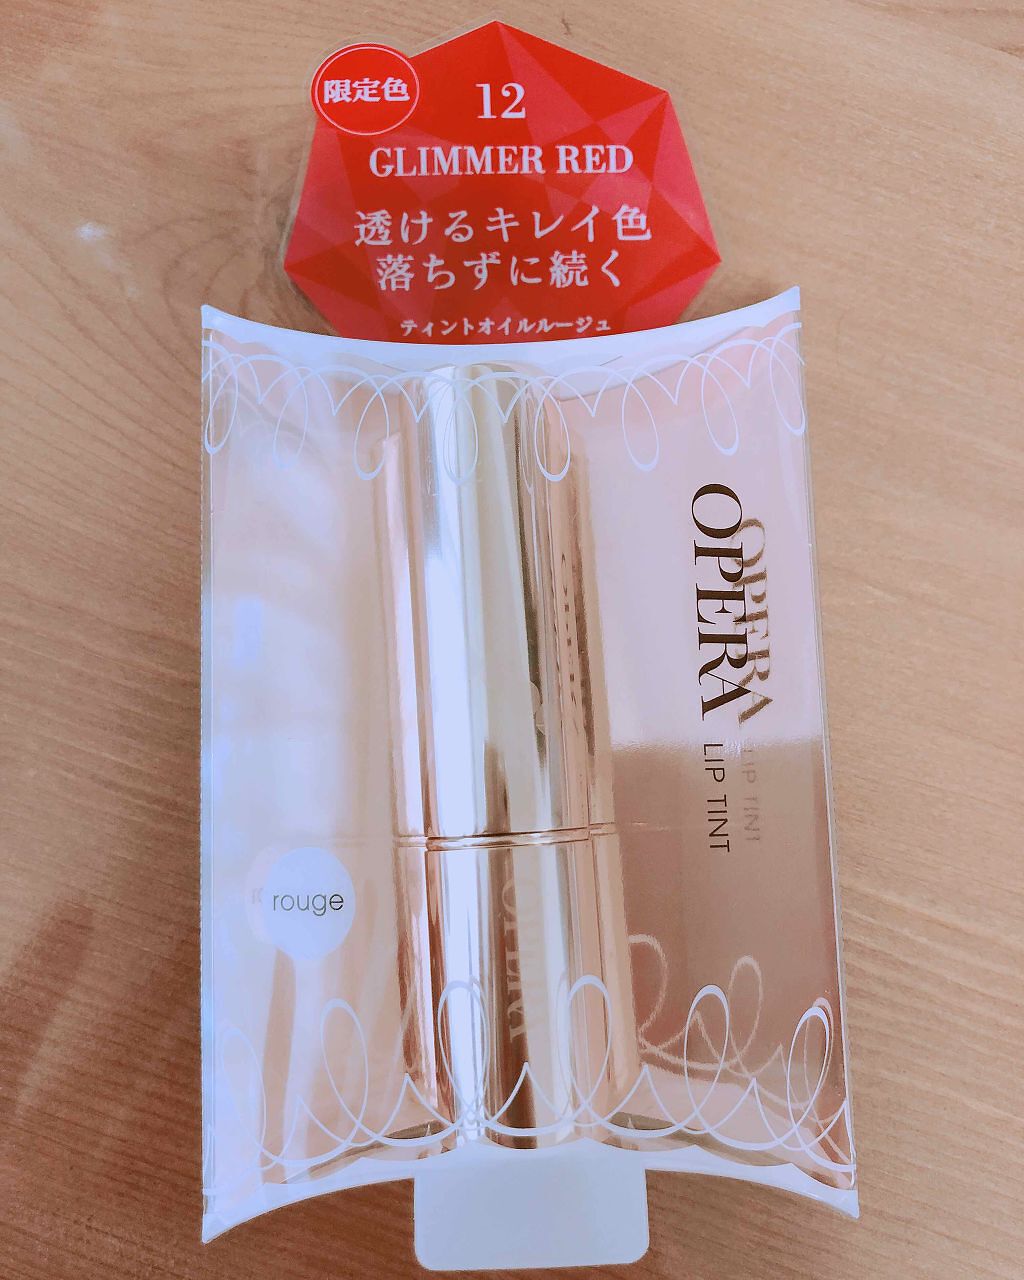 限定色
12
GLIMMER RED
透けるキレイ色
落ちずに続く
ティントオイルルージュ
OPERA
LIP TINT
rouge
OPERA